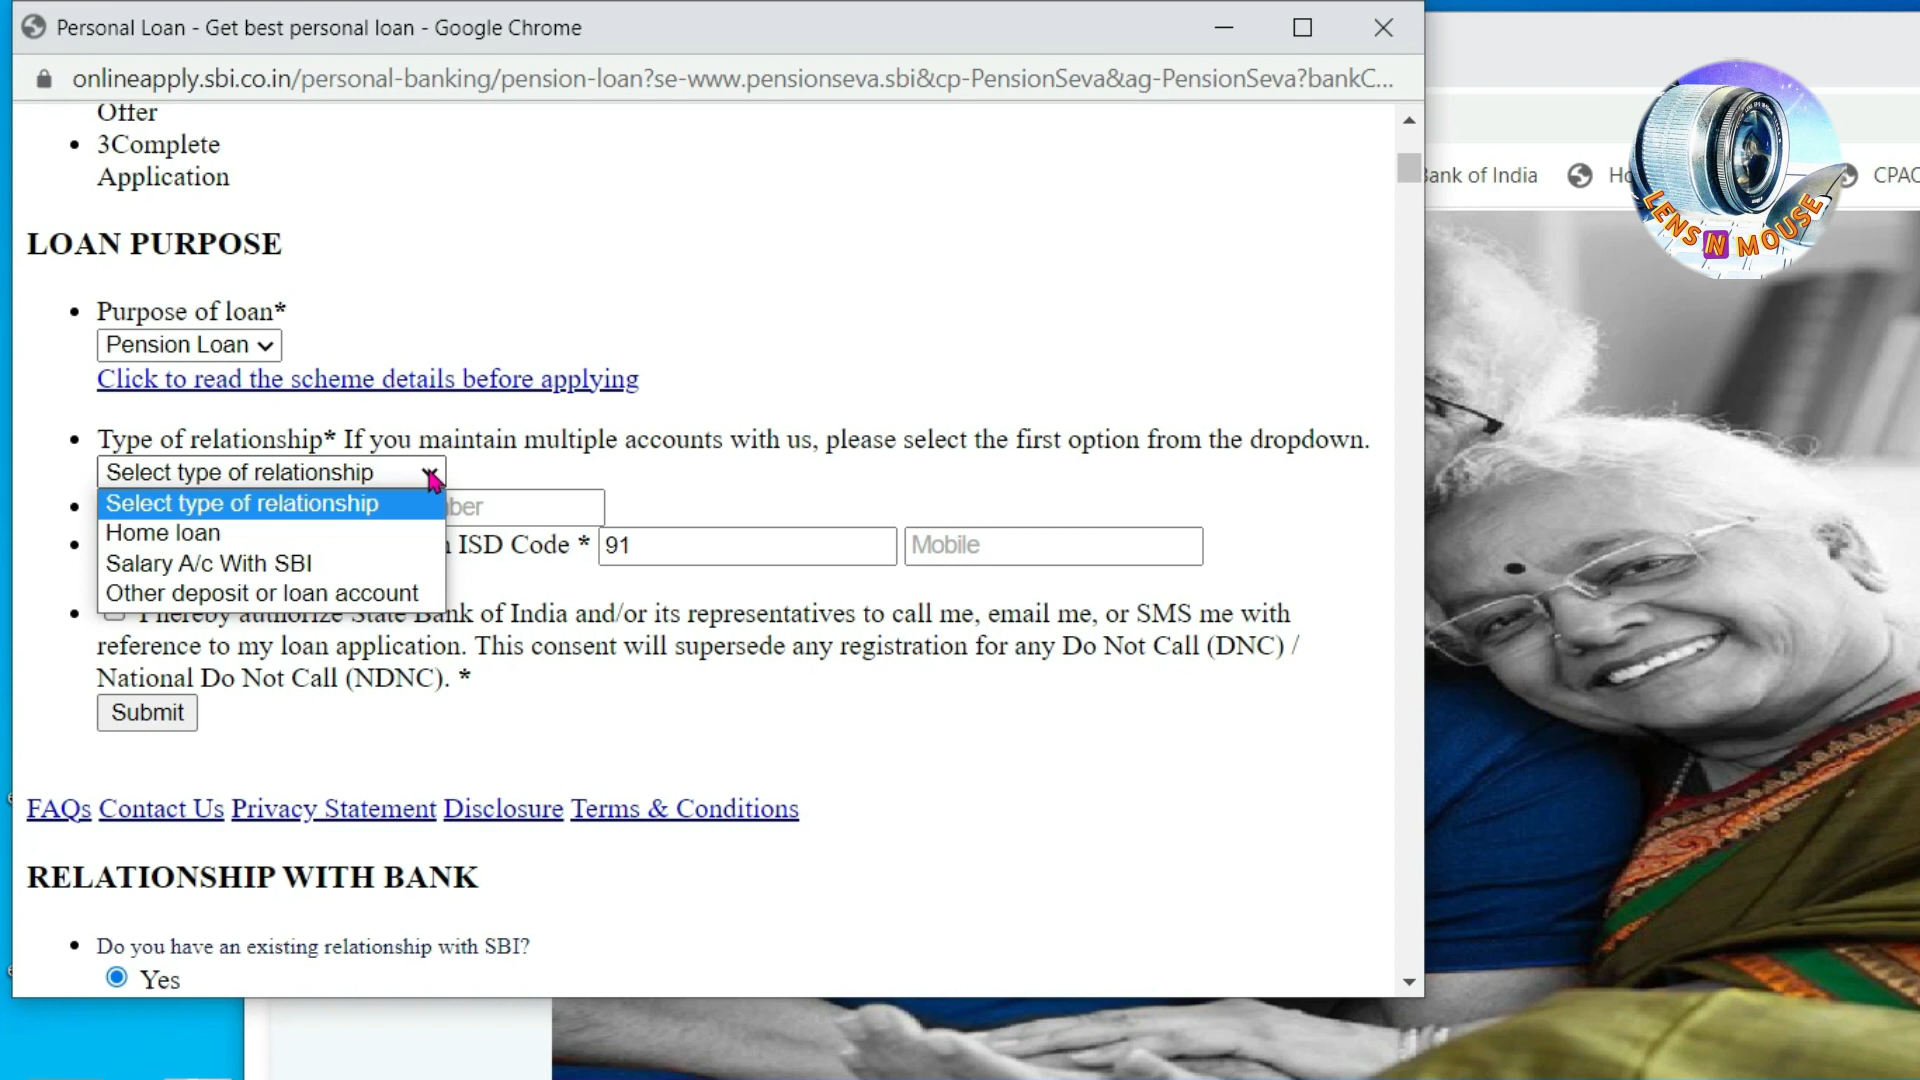 Personal Loan - Get best personal loan - Google Chrome
onlineapply.sbi.co.in/personal-banking/pension-loan?se-www.pensionseva.sbi&cp-PensionSeva&ag-PensionSeva?bankC...
Offer
3Complete
Application
Bank of India
CPAC
LENS N MOUSE
LOAN PURPOSE
Purpose of loan*
Pension Loan
Click to read the scheme details before applying
Type of relationship* If you maintain multiple accounts with us, please select the first option from the dropdown.
Select type of relationship
Select type of relationship
Home loan
Salary A/c With SBI
Other deposit or loan account
ISD Code * 91 Mobile
I hereby authorize State Bank of India and/or its representatives to call me, email me, or SMS me with
reference to my loan application. This consent will supersede any registration for any Do Not Call (DNC) /
National Do Not Call (NDNC). *
Submit
FAQs Contact Us Privacy Statement Disclosure Terms & Conditions
RELATIONSHIP WITH BANK
Do you have an existing relationship with SBI?
Yes